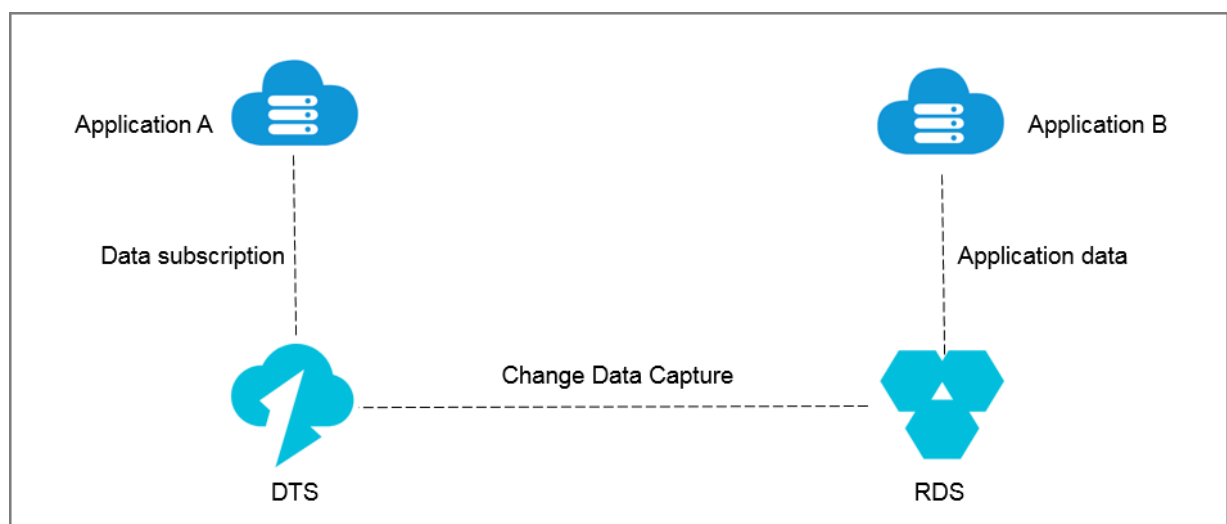 Application A
Application B
Data subscription
Application data
Change Data Capture
DTS
RDS